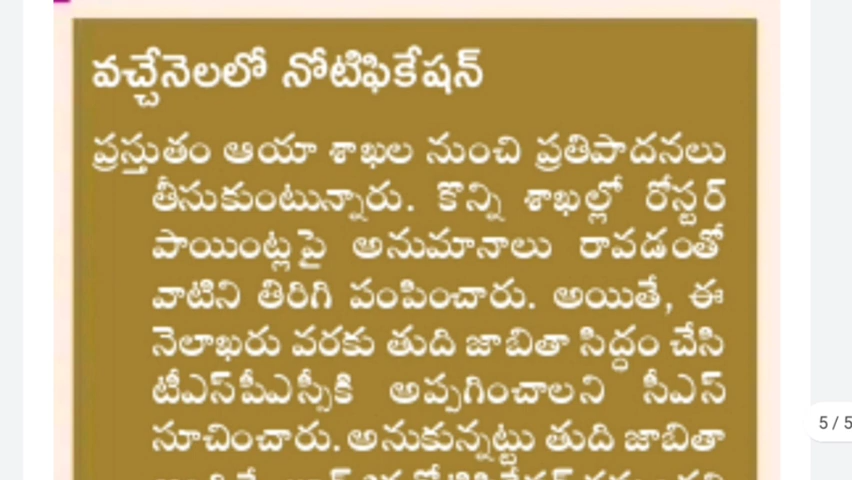 వచ్చేనెలలో నోటిఫికేషన్
ప్రస్తుతం ఆయా శాఖల నుంచి ప్రతిపాదనలు
తీసుకుంటున్నారు. కొన్ని శాఖల్లో రోస్టర్
పాయింట్లపై అనుమానాలు రావడంతో
వాటిని తిరిగి పంపించారు. అయితే, ఈ
నెలాఖరు వరకు తుది జాబితా సిద్ధం చేసి
టీఎస్‌పీఎస్సీకి అప్పగించాలని సీఎస్
సూచించారు. అనుకున్నట్టు తుది జాబితా
5 / 5